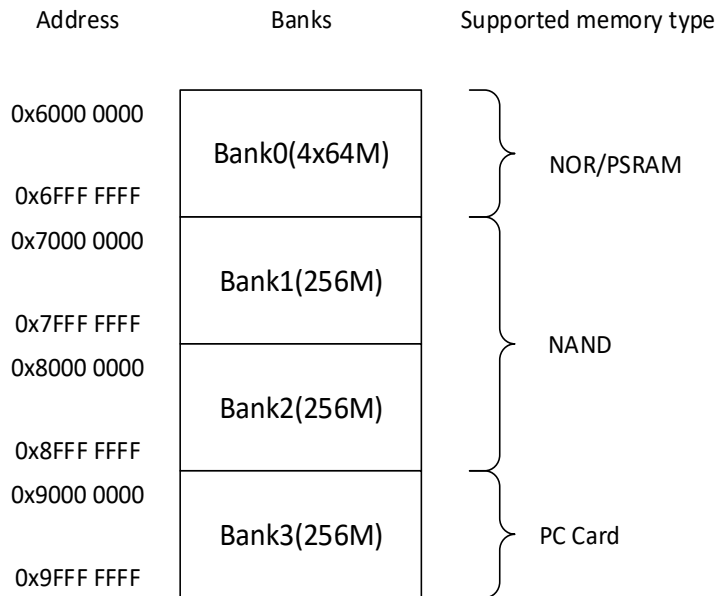 Address Banks Supported memory type
0x6000 0000
Bank0(4x64M)
NOR/PSRAM
0x6FFF FFFF
0x7000 0000
Bank1(256M)
0x7FFF FFFF
NAND
0x8000 0000
Bank2(256M)
0x8FFF FFFF
0x9000 0000
Bank3(256M)
PC Card
0x9FFF FFFF